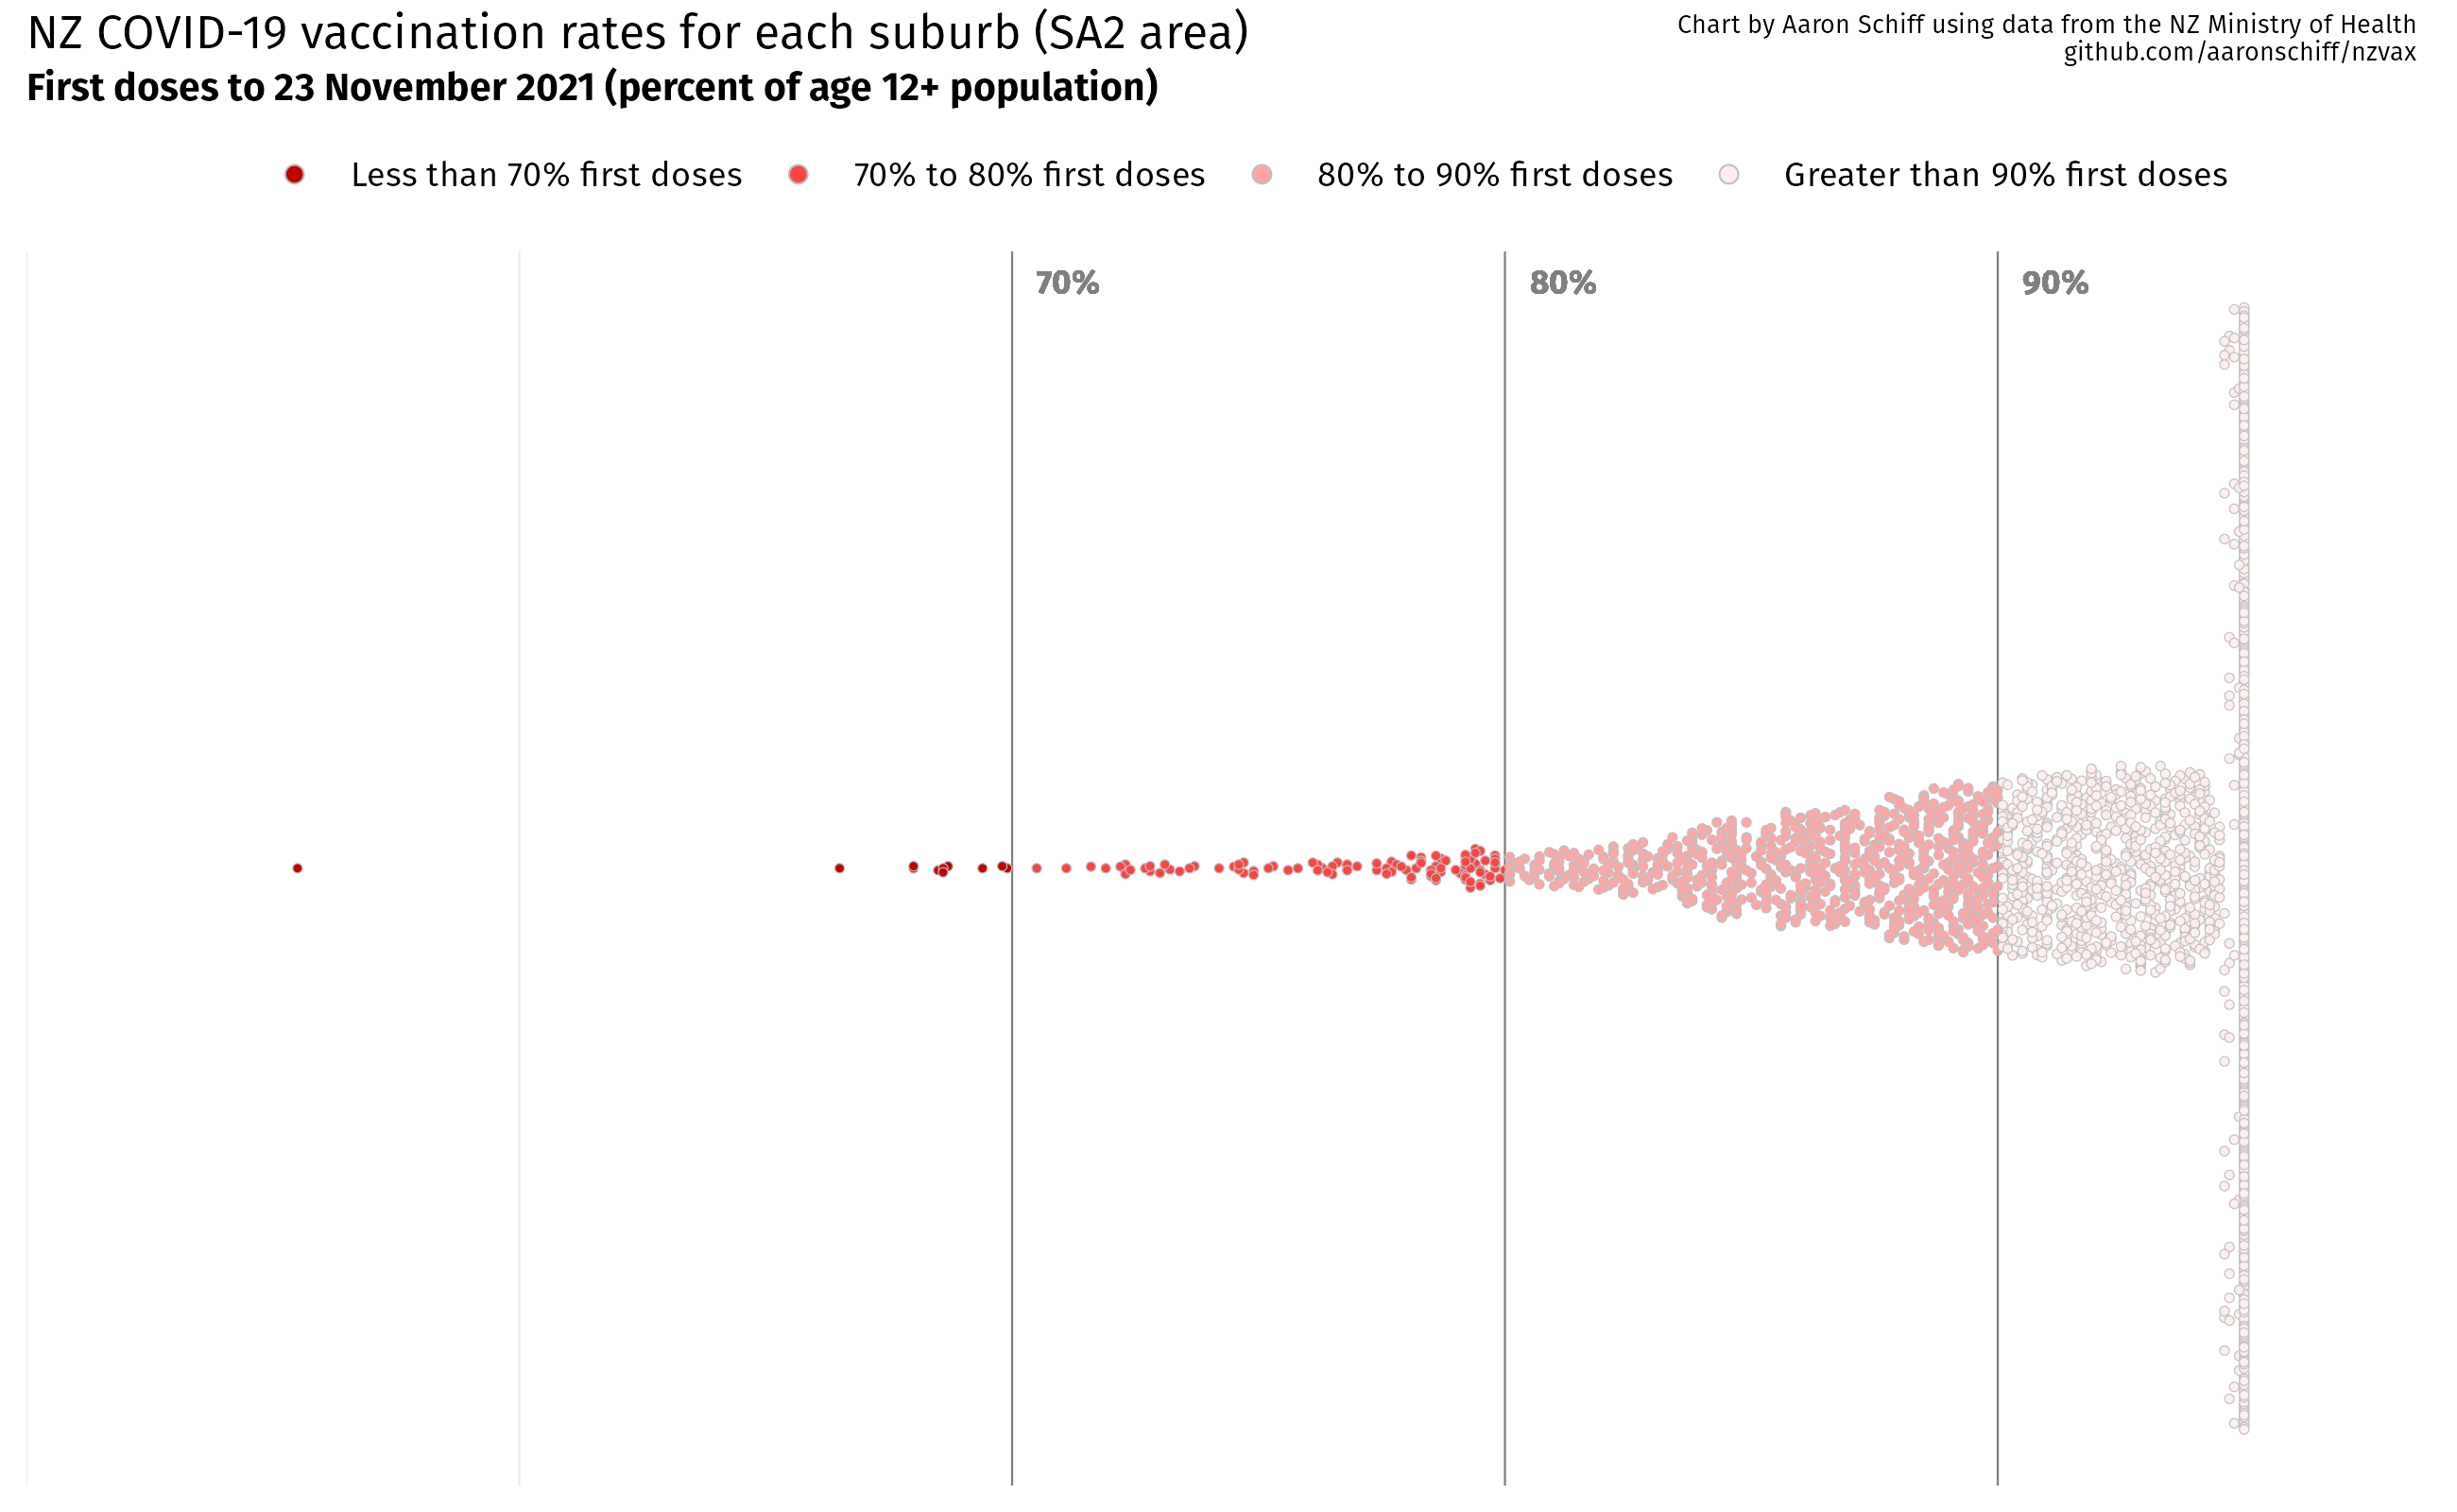 NZ COVID-19 vaccination rates for each suburb (SA2 area)
First doses to 23 November 2021 (percent of age 12+ population)
Chart by Aaron Schiff using data from the NZ Ministry of Health
github.com/aaronschiff/nzvax
Less than 70% first doses
70% to 80% first doses
80% to 90% first doses
Greater than 90% first doses
70%
80%
90%